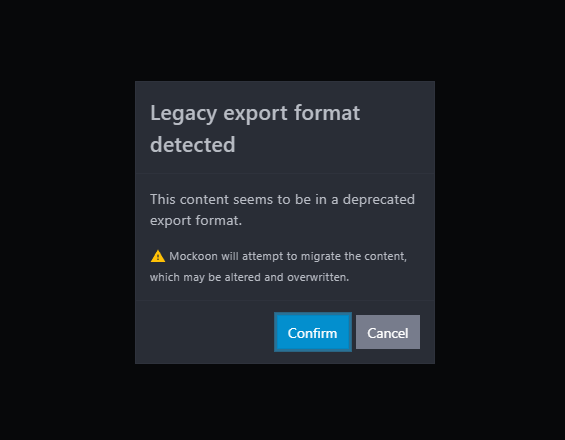 Legacy export format
detected
This content seems to be in a deprecated
export format.
Mockoon will attempt to migrate the content,
which may be altered and overwritten.
Confirm
Cancel